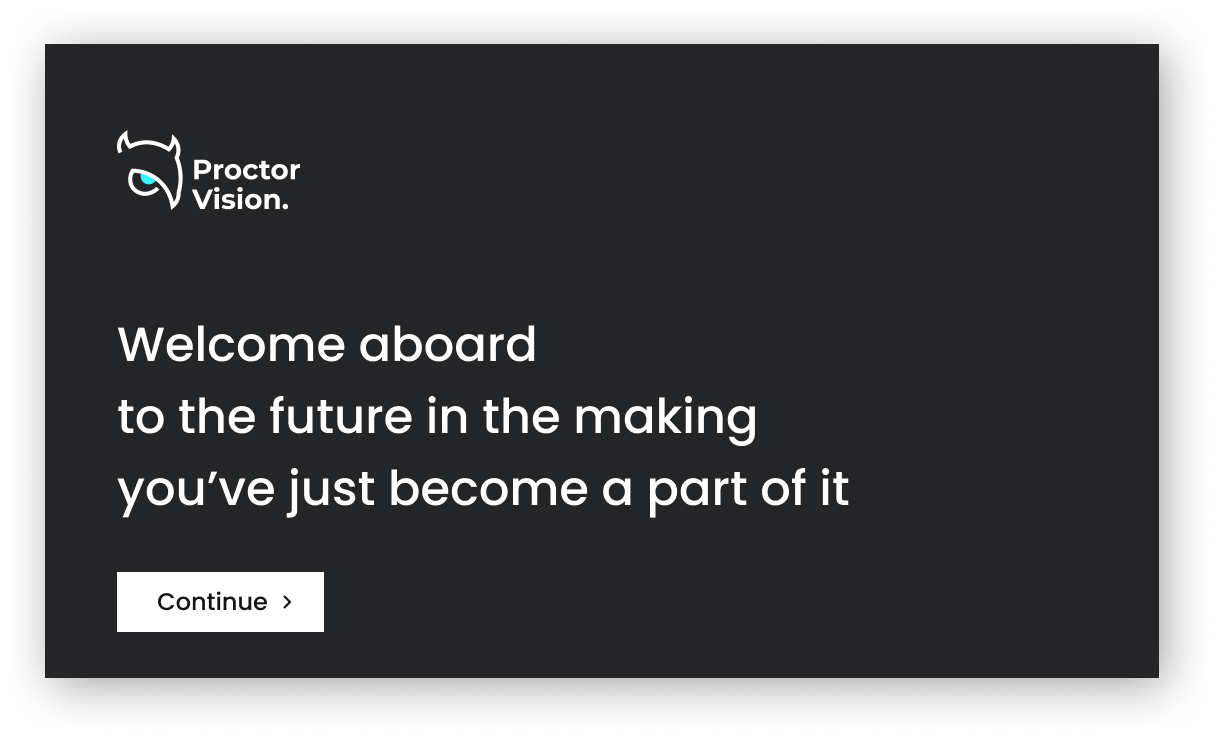 Proctor
Vision.
Welcome aboard
to the future in the making
you’ve just become a part of it
Continue